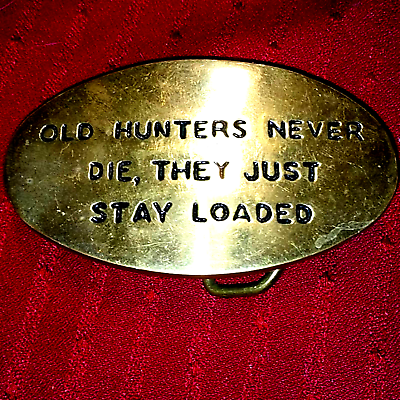 OLD HUNTERS NEVER
DIE, THEY JUST
STAY LOADED